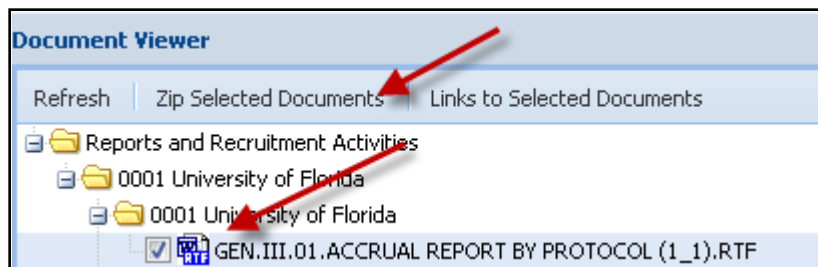 Document Viewer
Refresh Zip Selected Documents Links to Selected Documents
Reports and Recruitment Activities
0001 University of Florida
0001 University of Florida
GEN.III.01.ACCRUAL REPORT BY PROTOCOL (1_1).RTF